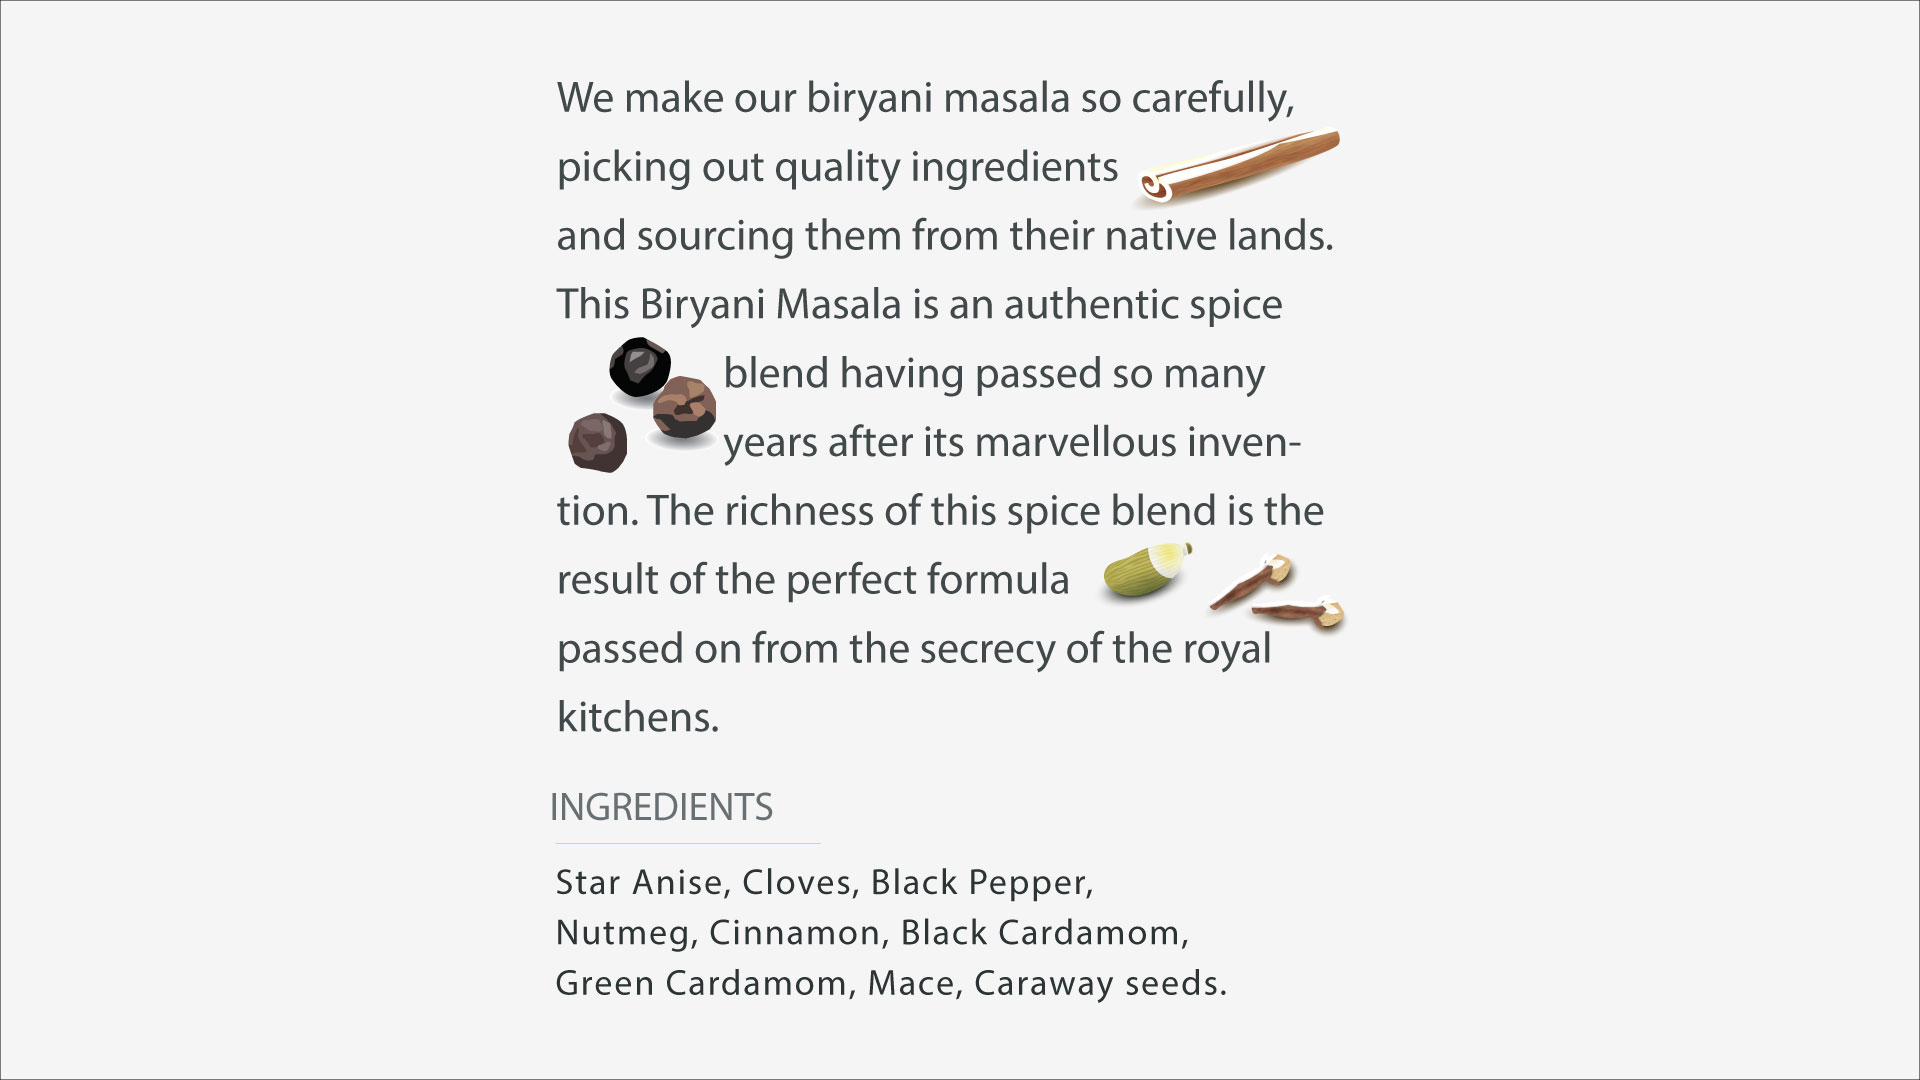 We make our biryani masala so carefully,
picking out quality ingredients
and sourcing them from their native lands.
This Biryani Masala is an authentic spice
blend having passed so many
years after its marvellous inven-
tion. The richness of this spice blend is the
result of the perfect formula
passed on from the secrecy of the royal
kitchens.
INGREDIENTS
Star Anise, Cloves, Black Pepper,
Nutmeg, Cinnamon, Black Cardamom,
Green Cardamom, Mace, Caraway seeds.